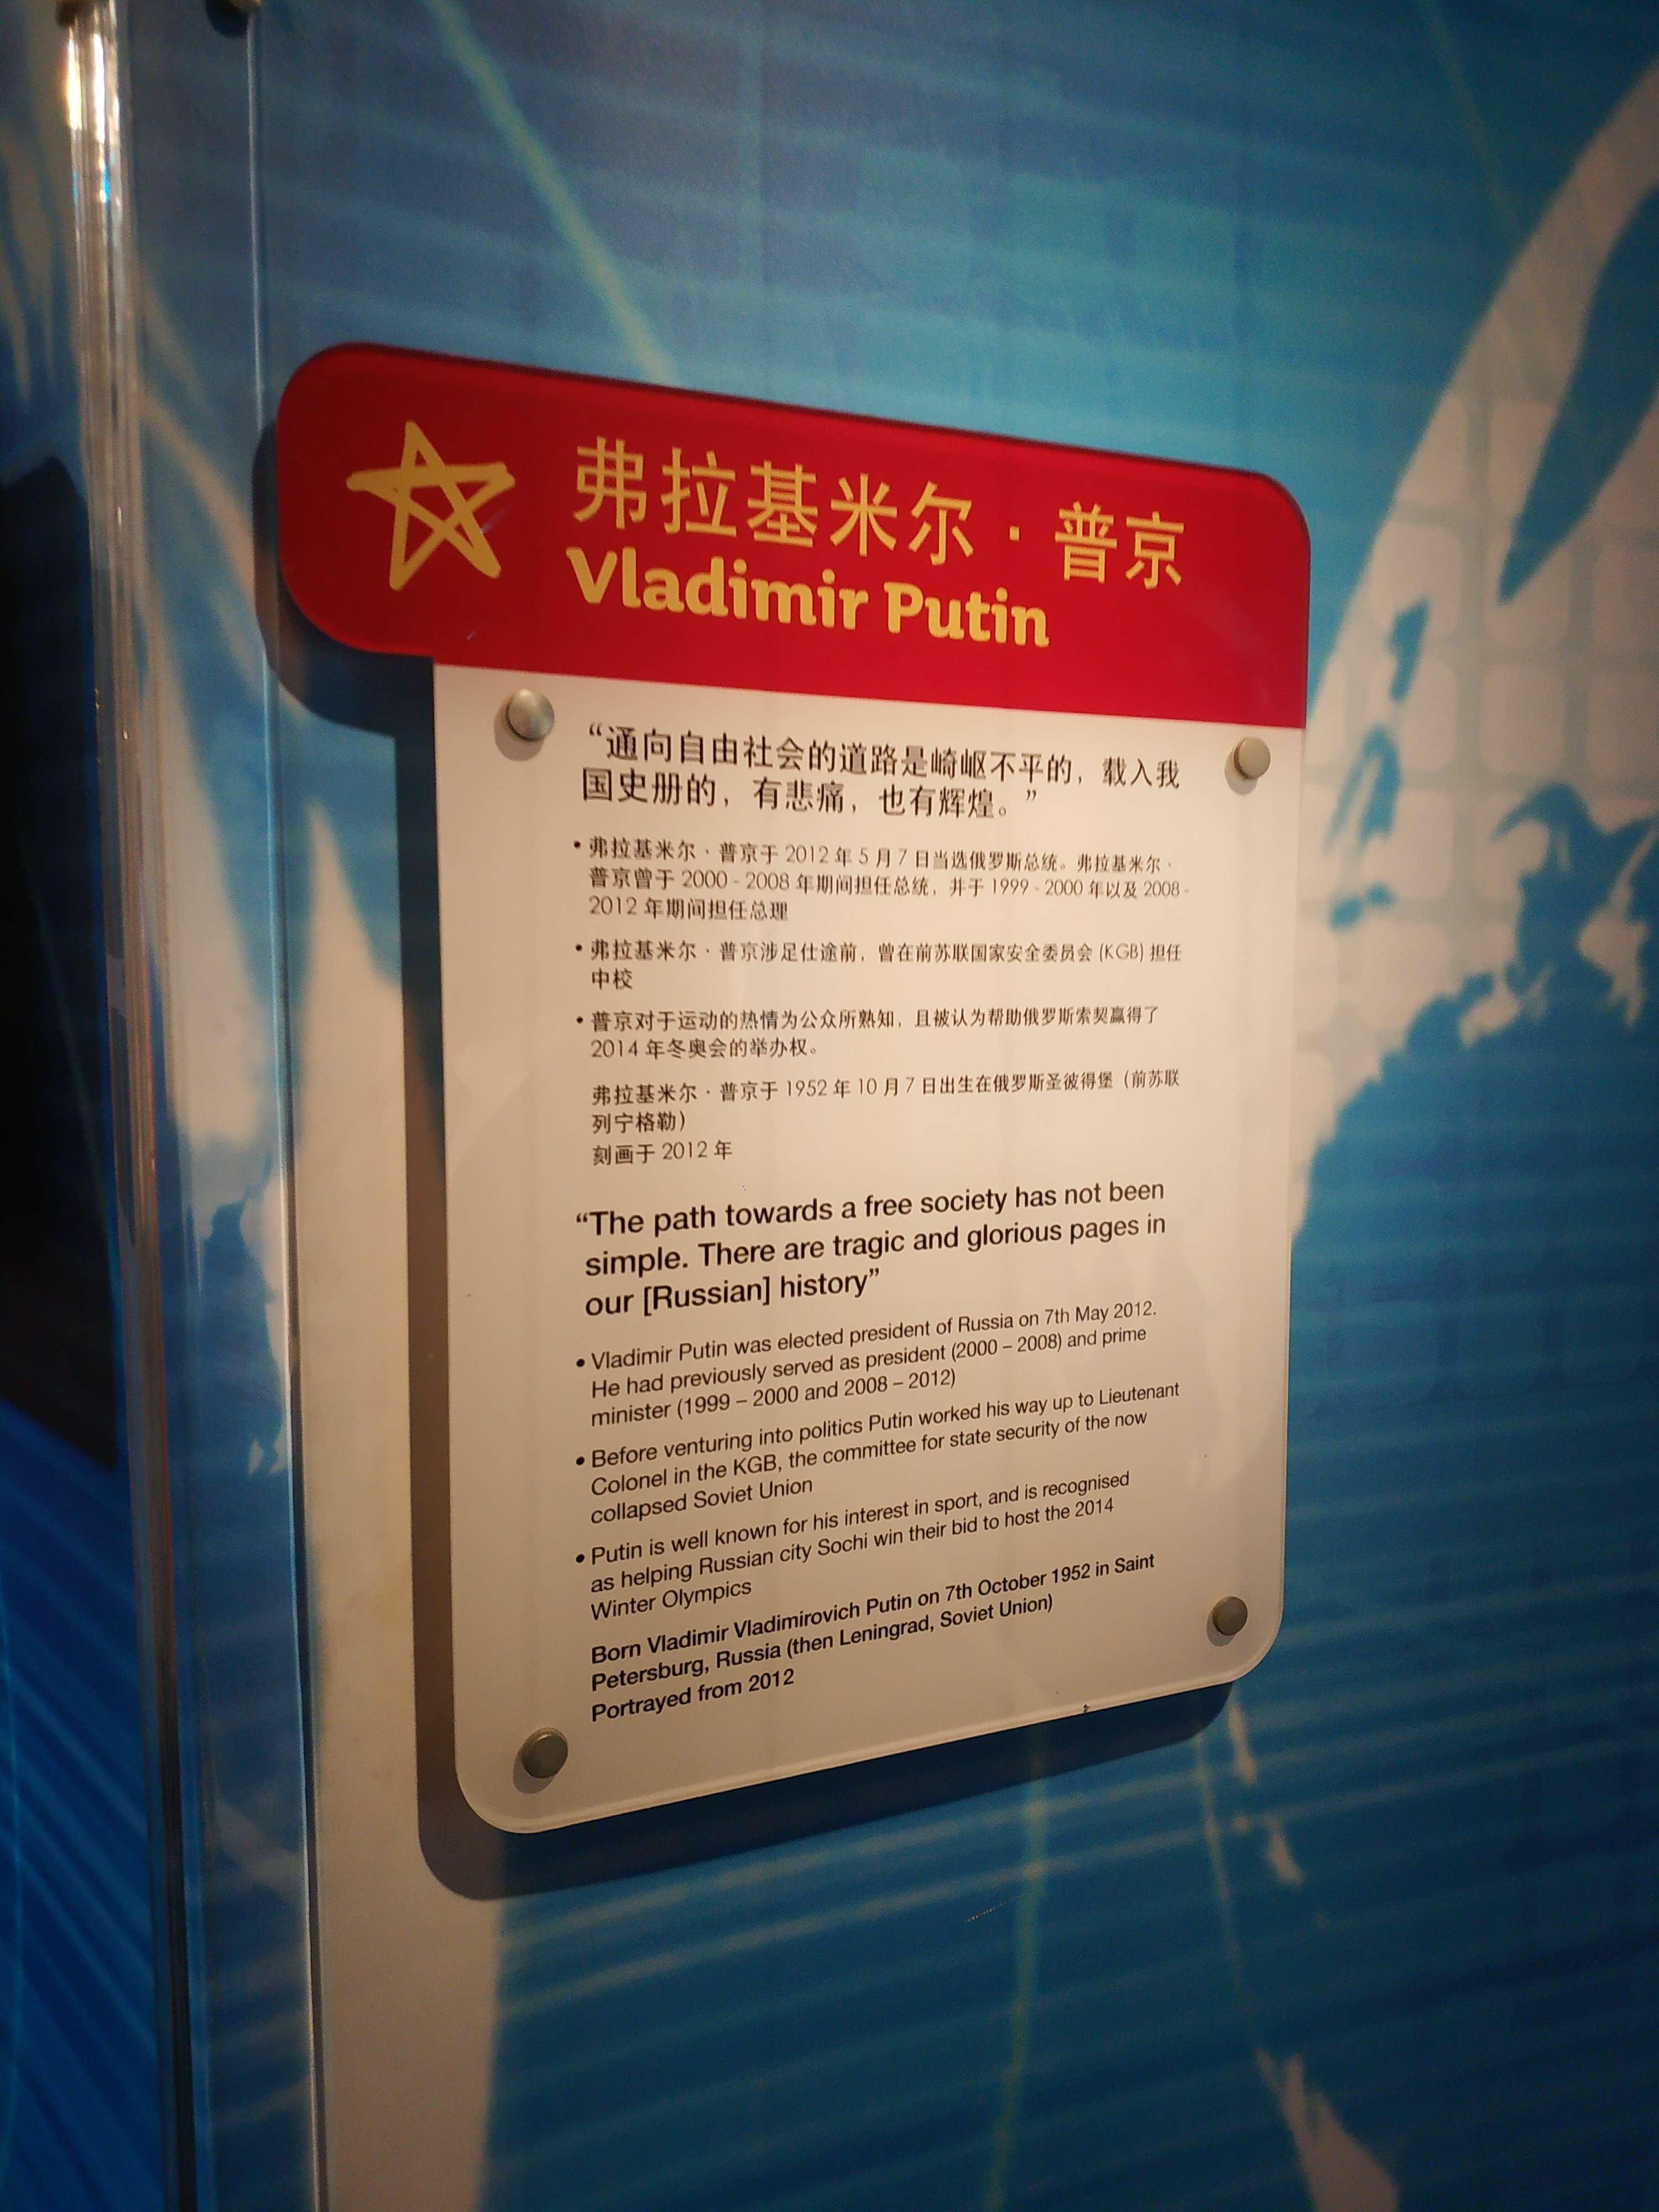 弗拉基米尔·普京
Vladimir Putin
“通向自由社会的道路是崎岖不平的，载入我
国史册的，有悲痛，也有辉煌。”
• 弗拉基米尔·普京于 2012 年 5 月 7 日当选俄罗斯总统。弗拉基米尔·
普京曾于 2000 - 2008 年期间担任总统，并于 1999 - 2000 年以及 2008 -
2012 年期间担任总理
• 弗拉基米尔·普京涉足仕途前，曾在前苏联国家安全委员会 (KGB) 担任
中校
• 普京对于运动的热情为公众所熟知，且被认为帮助俄罗斯索契赢得了
2014 年冬奥会的举办权。
弗拉基米尔·普京于 1952 年 10 月 7 日出生在俄罗斯圣彼得堡（前苏联
列宁格勒）
刻画于 2012 年
“The path towards a free society has not been
simple. There are tragic and glorious pages in
our [Russian] history”
• Vladimir Putin was elected president of Russia on 7th May 2012.
He had previously served as president (2000 – 2008) and prime
minister (1999 – 2000 and 2008 – 2012)
• Before venturing into politics Putin worked his way up to Lieutenant
Colonel in the KGB, the committee for state security of the now
collapsed Soviet Union
• Putin is well known for his interest in sport, and is recognised
as helping Russian city Sochi win their bid to host the 2014
Winter Olympics
Born Vladimir Vladimirovich Putin on 7th October 1952 in Saint
Petersburg, Russia (then Leningrad, Soviet Union)
Portrayed from 2012